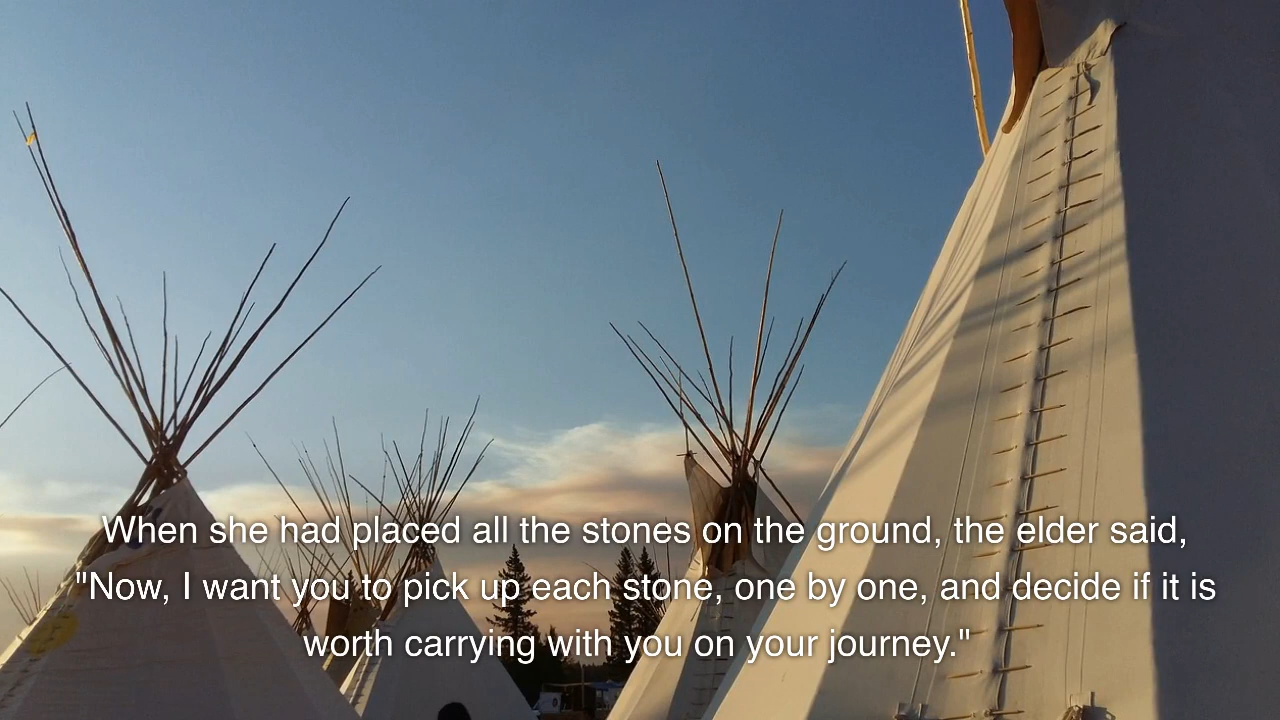 When she had placed all the stones on the ground, the elder said,
"Now, I want you to pick up each stone, one by one, and decide if it is
worth carrying with you on your journey."